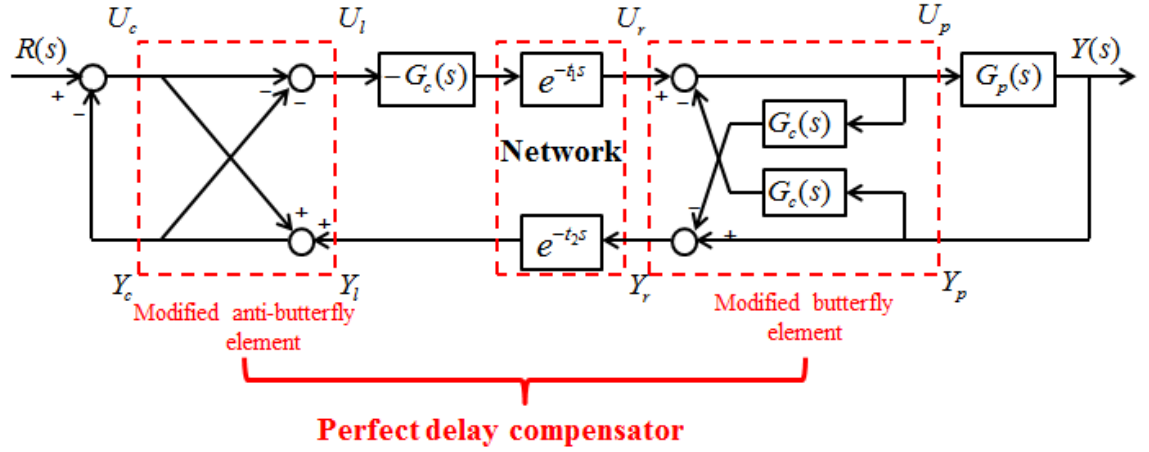 U_c U_l U_r U_p
R(s) Y(s)
+ − − − −G_c(s) e^{-t_1 s} + − G_p(s)
G_c(s)
Network
G_c(s)
+ + − +
e^{-t_2 s}
Y_c Y_l Y_r Y_p
Modified anti-butterfly
element
Modified butterfly
element
Perfect delay compensator